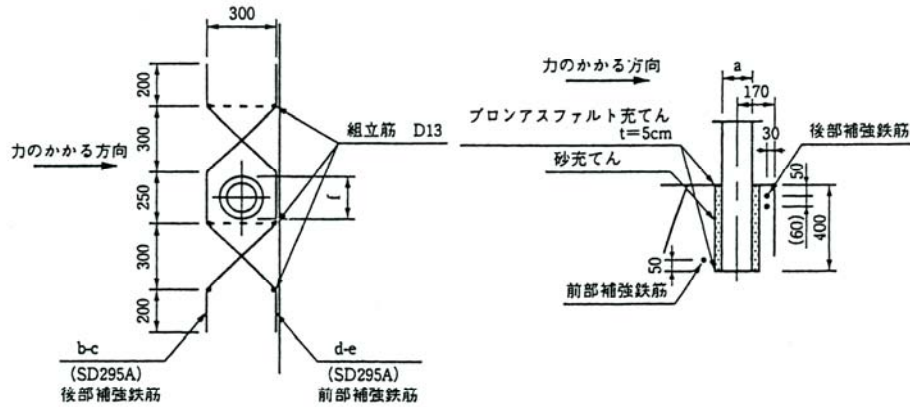 300
200
300
250
300
200
力のかかる方向
組立筋 D13
f
b-c
(SD295A)
後部補強鉄筋
d-e
(SD295A)
前部補強鉄筋
力のかかる方向
a
170
ブロンアスファルト充てん
t=5cm
砂充てん
30
後部補強鉄筋
50
(60)
400
50
前部補強鉄筋